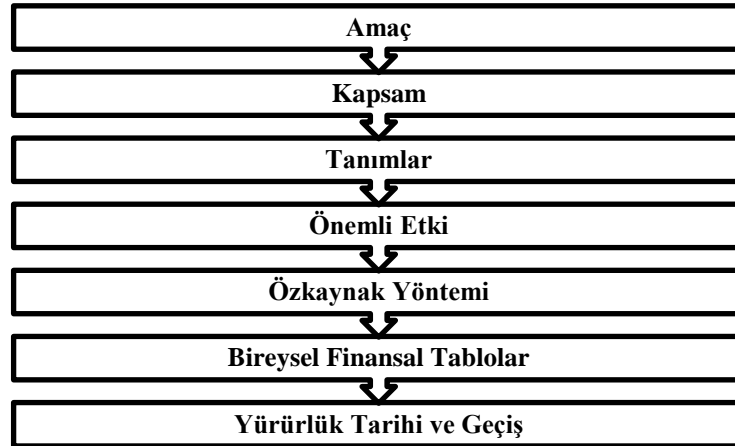 Amaç
Kapsam
Tanımlar
Önemli Etki
Özkaynak Yöntemi
Bireysel Finansal Tablolar
Yürürlük Tarihi ve Geçiş